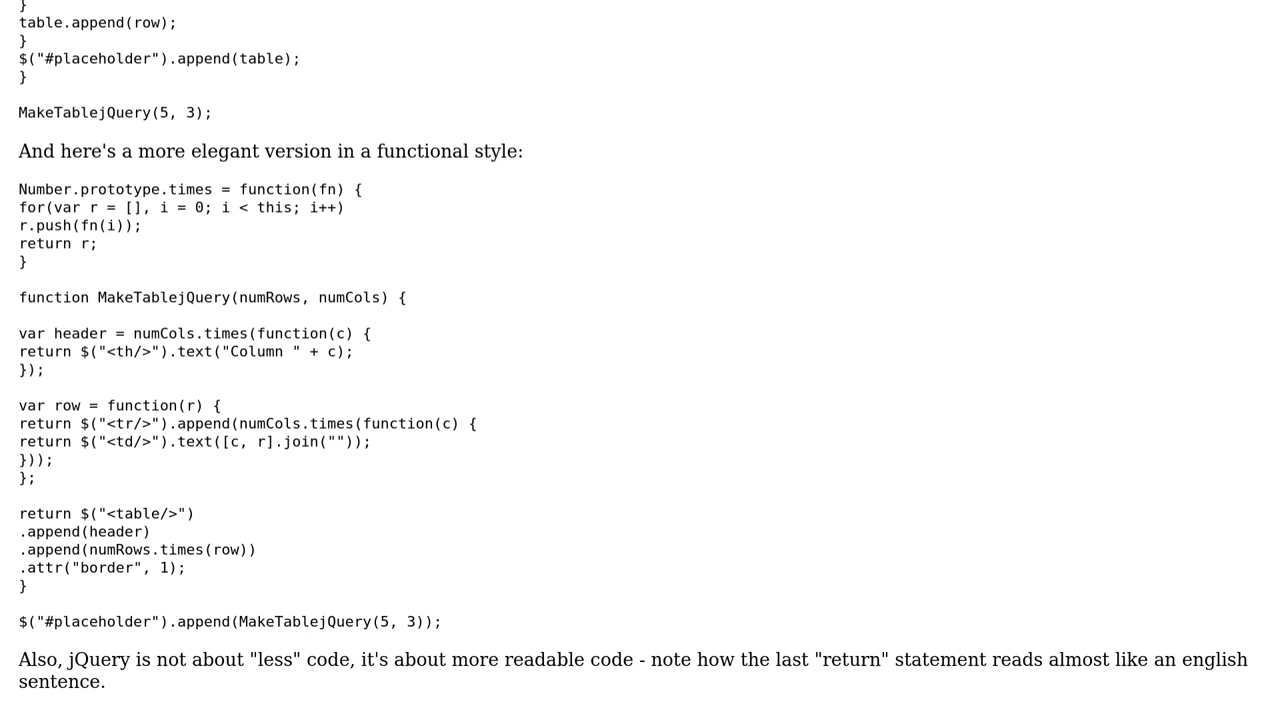 }
table.append(row);
}
$("#placeholder").append(table);
}
MakeTablejQuery(5, 3);
And here's a more elegant version in a functional style:
Number.prototype.times = function(fn) {
for(var r = [], i = 0; i < this; i++)
r.push(fn(i));
return r;
}
function MakeTablejQuery(numRows, numCols) {
var header = numCols.times(function(c) {
return $("<th/>").text("Column " + c);
});
var row = function(r) {
return $("<tr/>").append(numCols.times(function(c) {
return $("<td/>").text([c, r].join(""));
}));
};
return $("<table/>")
.append(header)
.append(numRows.times(row))
.attr("border", 1);
}
$("#placeholder").append(MakeTablejQuery(5, 3));
Also, jQuery is not about "less" code, it's about more readable code - note how the last "return" statement reads almost like an english
sentence.